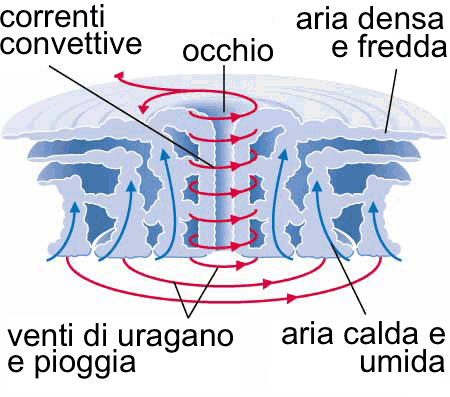 correnti
convettive
occhio
aria densa
e fredda
venti di uragano
e pioggia
aria calda e
umida